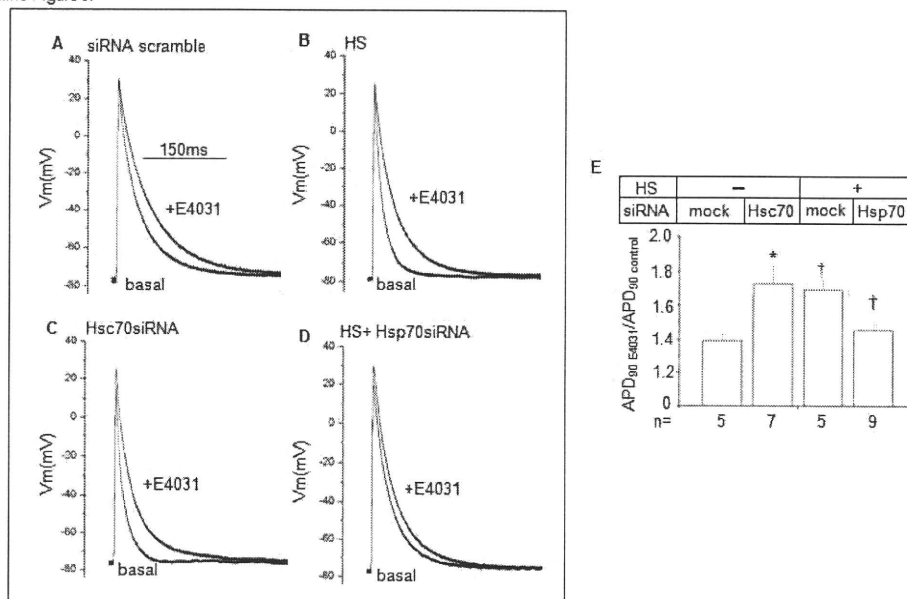 A siRNA scramble
Vm(mV)
40
20
0
-20
-40
-60
-80
150ms
+E4031
basal
B HS
Vm(mV)
40
20
0
-20
-40
-60
-80
+E4031
basal
C Hsc70siRNA
Vm(mV)
40
20
0
-20
-40
-60
-80
+E4031
basal
D HS+ Hsp70siRNA
Vm(mV)
40
20
0
-20
-40
-60
-80
+E4031
basal
E
HS − +
siRNA mock Hsc70 mock Hsp70
APD90 E4031/APD90 control
2.0
1.8
1.6
1.4
1.2
0
* † †
n= 5 7 5 9